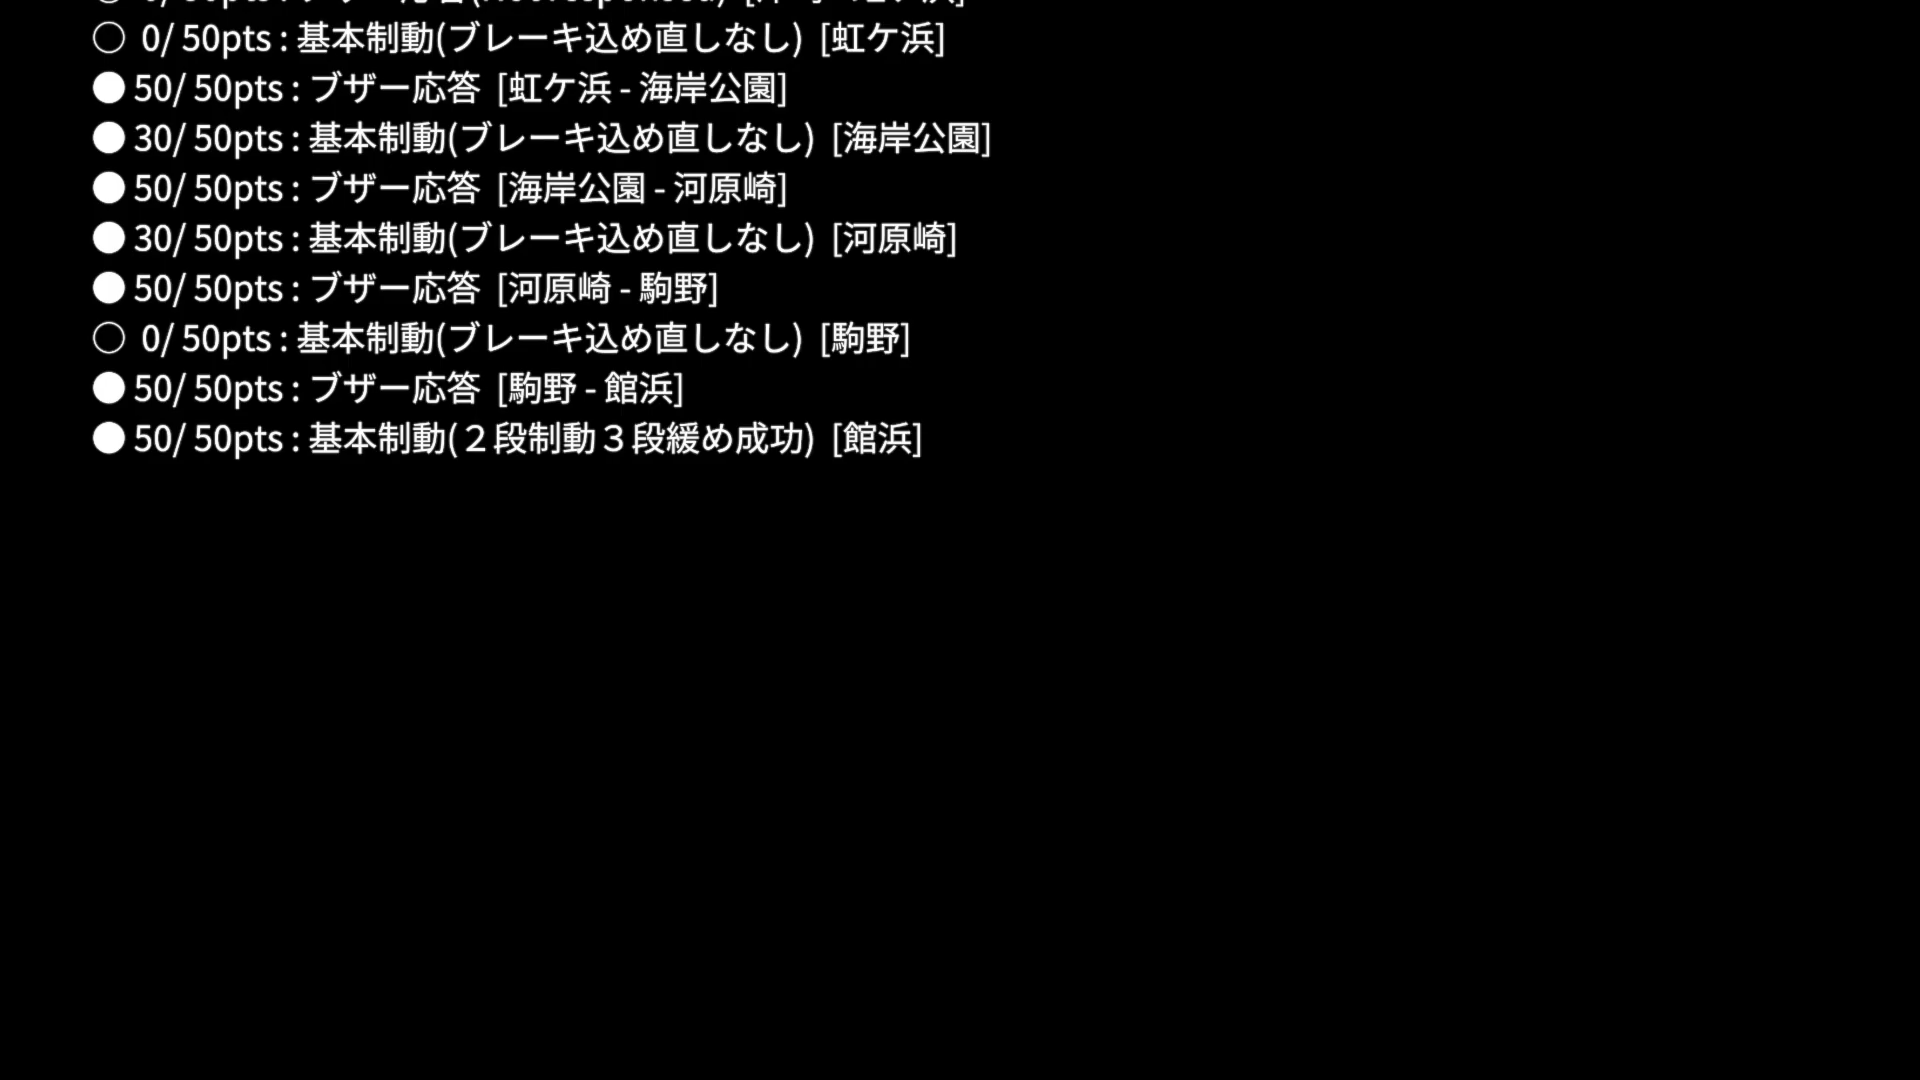 ○ 0/ 50pts : 基本制動(ブレーキ込め直しなし) [虹ケ浜]
● 50/ 50pts : ブザー応答 [虹ケ浜 - 海岸公園]
● 30/ 50pts : 基本制動(ブレーキ込め直しなし) [海岸公園]
● 50/ 50pts : ブザー応答 [海岸公園 - 河原崎]
● 30/ 50pts : 基本制動(ブレーキ込め直しなし) [河原崎]
● 50/ 50pts : ブザー応答 [河原崎 - 駒野]
○ 0/ 50pts : 基本制動(ブレーキ込め直しなし) [駒野]
● 50/ 50pts : ブザー応答 [駒野 - 館浜]
● 50/ 50pts : 基本制動(２段制動３段緩め成功) [館浜]